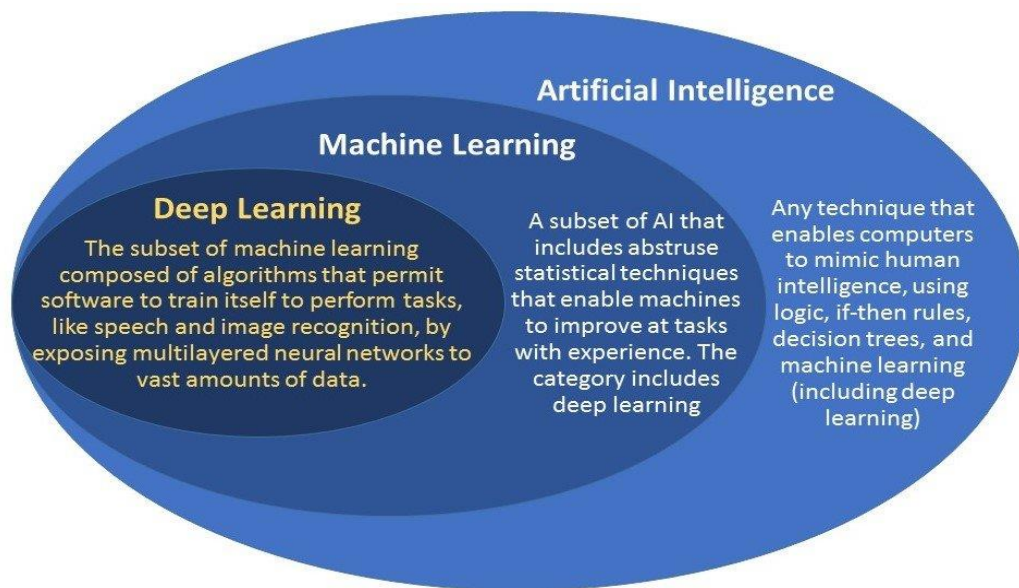 Artificial Intelligence
Machine Learning
Deep Learning
The subset of machine learning
composed of algorithms that permit
software to train itself to perform tasks,
like speech and image recognition, by
exposing multilayered neural networks to
vast amounts of data.
A subset of AI that
includes abstruse
statistical techniques
that enable machines
to improve at tasks
with experience. The
category includes
deep learning
Any technique that
enables computers
to mimic human
intelligence, using
logic, if-then rules,
decision trees, and
machine learning
(including deep
learning)